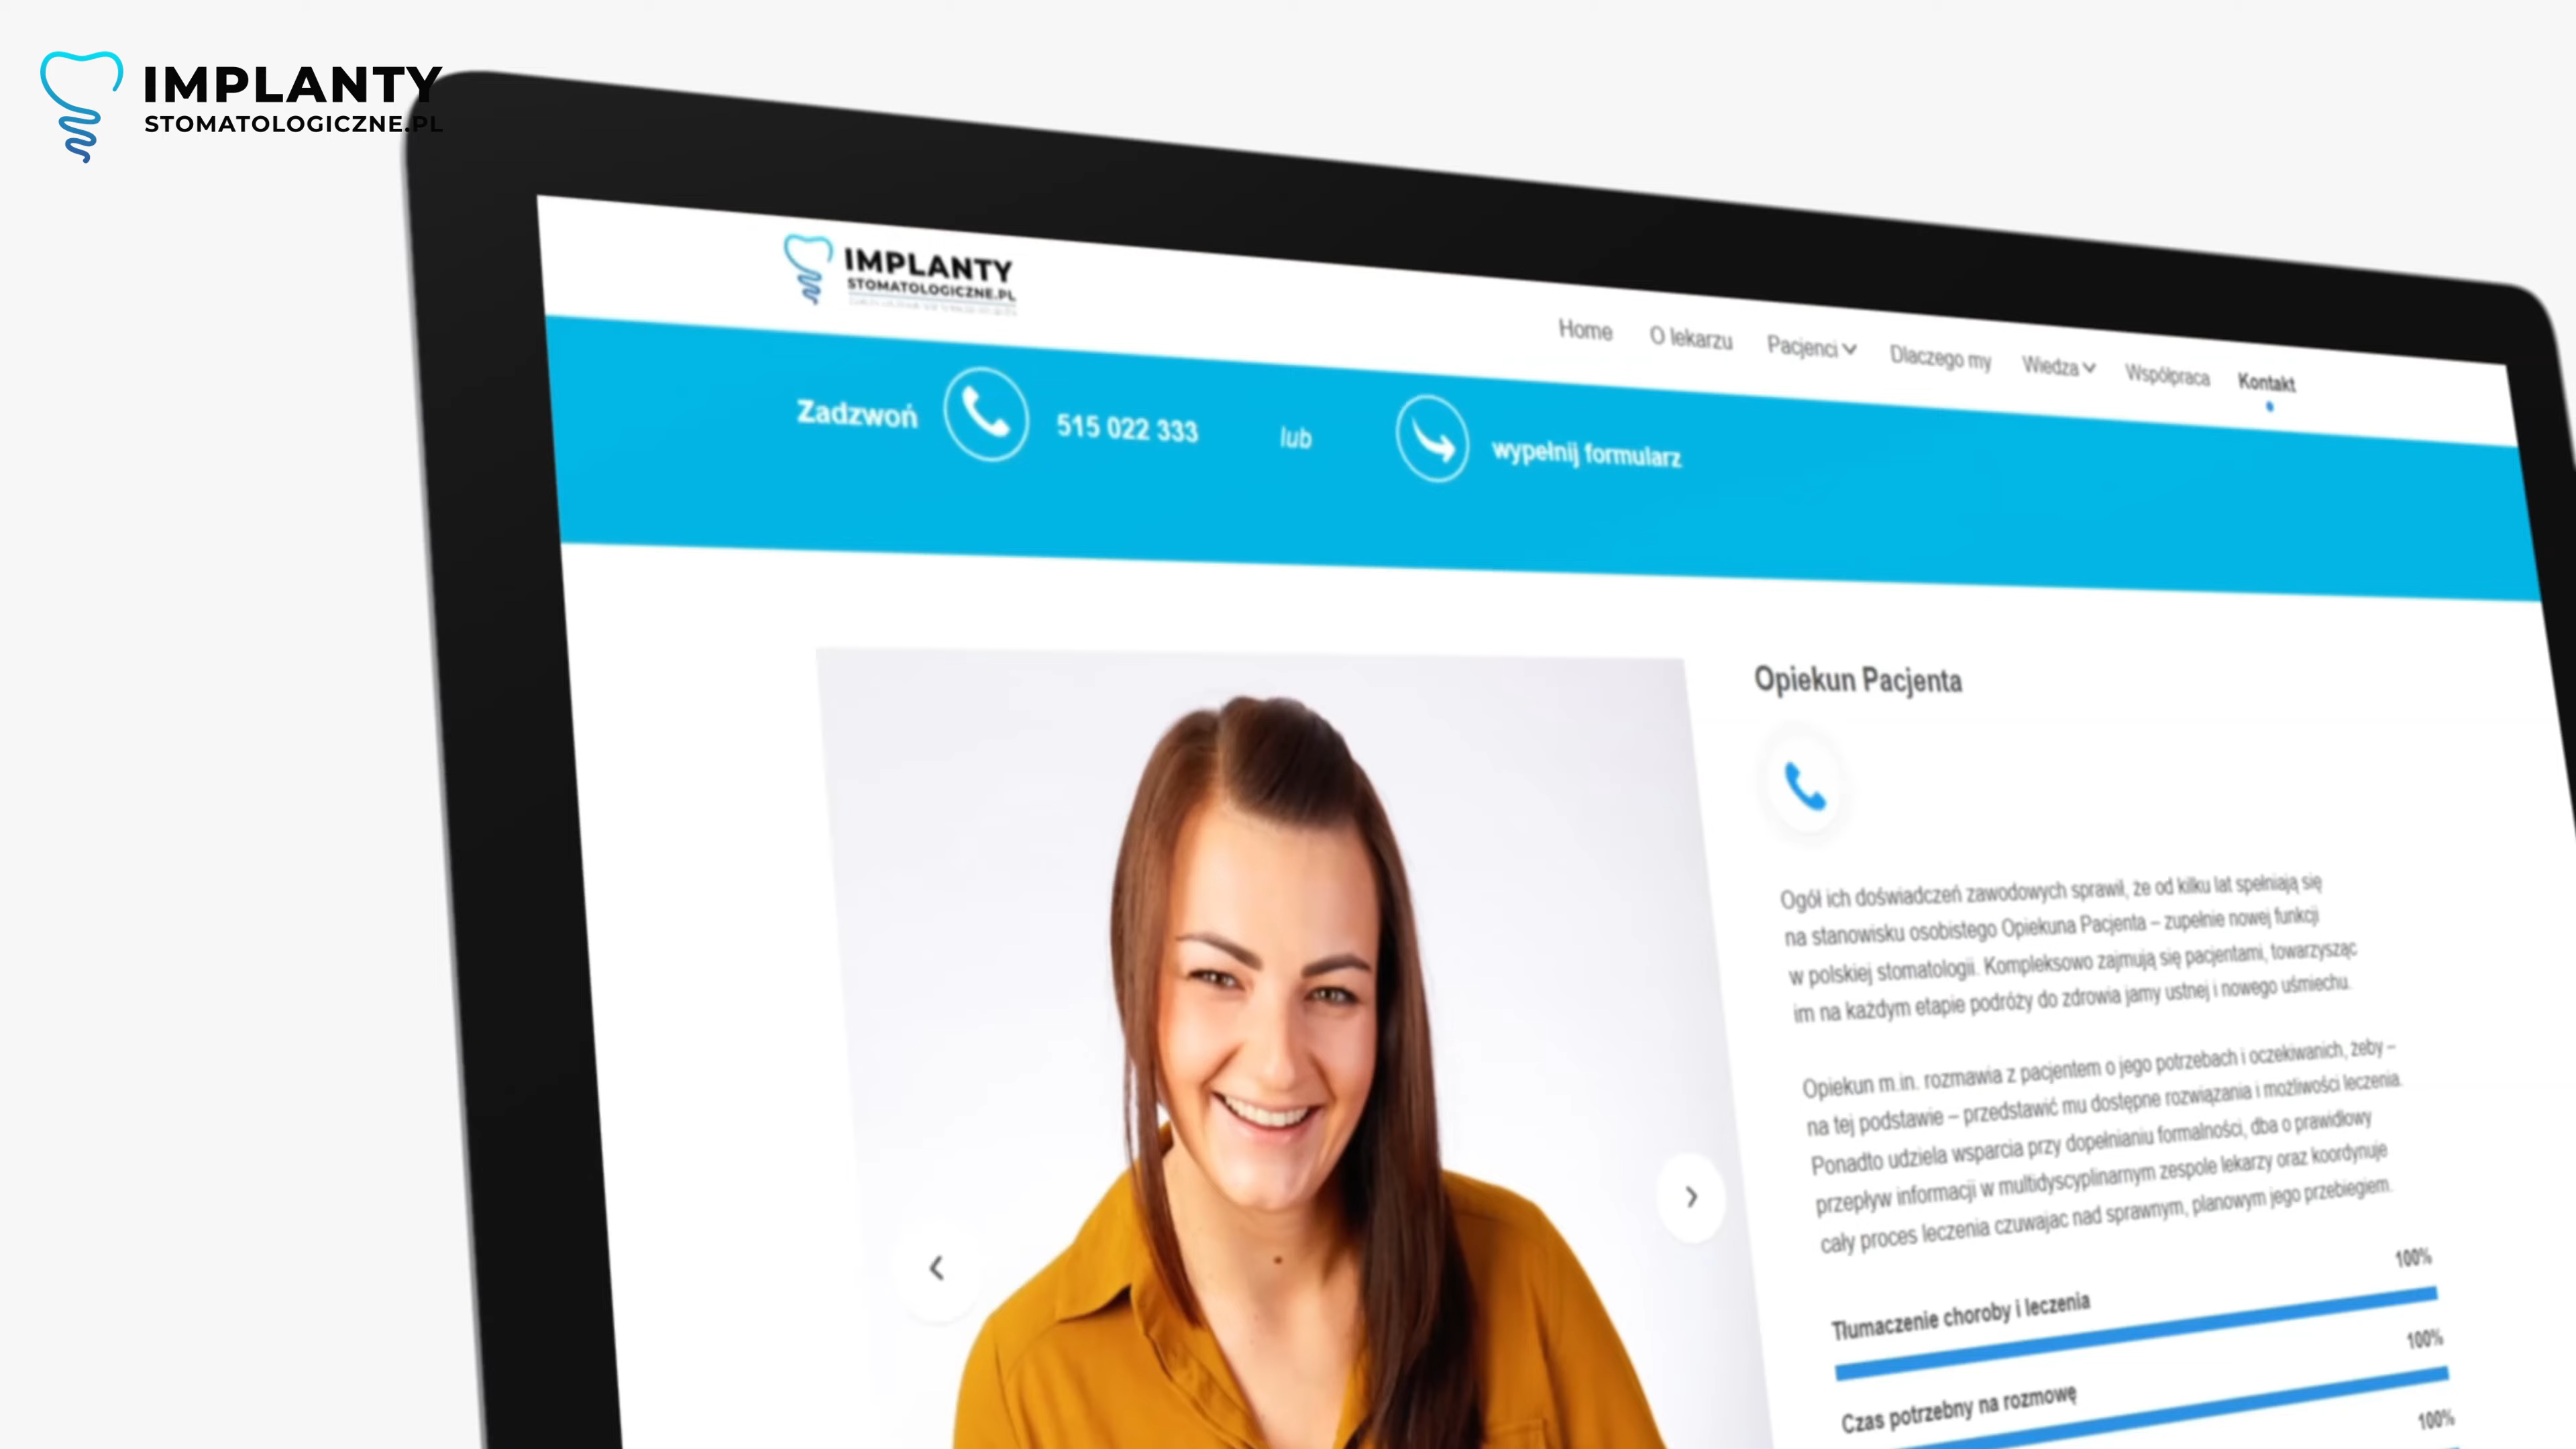 IMPLANTY
STOMATOLOGICZNE.PL
IMPLANTY
STOMATOLOGICZNE.PL
Home O lekarzu Pacjenci Dlaczego my Wiedza Współpraca Kontakt
Zadzwoń 515 022 333 lub wypełnij formularz
Opiekun Pacjenta
Ogół ich doświadczeń zawodowych sprawił, że od kilku lat spełniają się
na stanowisku osobistego Opiekuna Pacjenta – zupełnie nowej funkcji
w polskiej stomatologii. Kompleksowo zajmują się pacjentami, towarzysząc
im na każdym etapie podróży do zdrowia jamy ustnej i nowego uśmiechu.
Opiekun m.in. rozmawia z pacjentem o jego potrzebach i oczekiwanich, żeby –
na tej podstawie – przedstawić mu dostępne rozwiązania i możliwości leczenia.
Ponadto udziela wsparcia przy dopełnianiu formalności, dba o prawidłowy
przepływ informacji w multidyscyplinarnym zespole lekarzy oraz koordynuje
cały proces leczenia czuwajac nad sprawnym, planowym jego przebiegiem.
100%
Tłumaczenie choroby i leczenia
100%
Czas potrzebny na rozmowę
100%